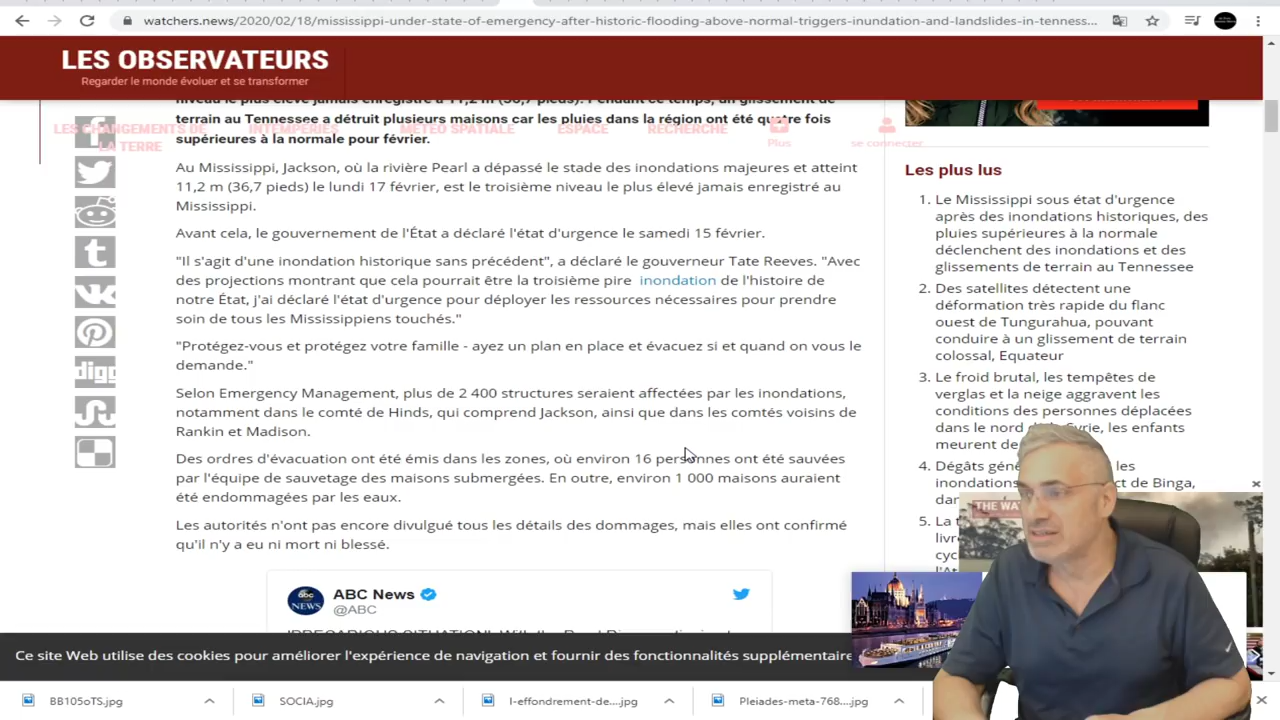 watchers.news/2020/02/18/mississippi-under-state-of-emergency-after-historic-flooding-above-normal-triggers-inundation-and-landslides-in-tenness...
LES OBSERVATEURS
Regarder le monde évoluer et se transformer
LES CHANGEMENTS DE LA TERRE
INTEMPÉRIES
MÉTÉO SPATIALE
ESPACE
RECHERCHE
Plus
se connecter
niveau le plus élevé jamais enregistré à 11,2 m (36,7 pieds). Pendant ce temps, un glissement de
terrain au Tennessee a détruit plusieurs maisons car les pluies dans la région ont été quatre fois
supérieures à la normale pour février.
Au Mississippi, Jackson, où la rivière Pearl a dépassé le stade des inondations majeures et atteint
11,2 m (36,7 pieds) le lundi 17 février, est le troisième niveau le plus élevé jamais enregistré au
Mississippi.
Avant cela, le gouvernement de l'État a déclaré l'état d'urgence le samedi 15 février.
"Il s'agit d'une inondation historique sans précédent", a déclaré le gouverneur Tate Reeves. "Avec
des projections montrant que cela pourrait être la troisième pire inondation de l'histoire de
notre État, j'ai déclaré l'état d'urgence pour déployer les ressources nécessaires pour prendre
soin de tous les Mississippiens touchés."
"Protégez-vous et protégez votre famille - ayez un plan en place et évacuez si et quand on vous le
demande."
Selon Emergency Management, plus de 2 400 structures seraient affectées par les inondations,
notamment dans le comté de Hinds, qui comprend Jackson, ainsi que dans les comtés voisins de
Rankin et Madison.
Des ordres d'évacuation ont été émis dans les zones, où environ 16 personnes ont été sauvées
par l'équipe de sauvetage des maisons submergées. En outre, environ 1 000 maisons auraient
été endommagées par les eaux.
Les autorités n'ont pas encore divulgué tous les détails des dommages, mais elles ont confirmé
qu'il n'y a eu ni mort ni blessé.
abc NEWS
ABC News
@ABC
digg
Les plus lus
1. Le Mississippi sous état d'urgence
après des inondations historiques, des
pluies supérieures à la normale
déclenchent des inondations et des
glissements de terrain au Tennessee
2. Des satellites détectent une
déformation très rapide du flanc
ouest de Tungurahua, pouvant
conduire à un glissement de terrain
colossal, Equateur
3. Le froid brutal, les tempêtes de
verglas et la neige aggravent les
conditions des personnes déplacées
dans le nord de la Syrie, les enfants
meurent de
4. Dégâts les
inondations de Binga,
5. La
THE WA
Ce site Web utilise des cookies pour améliorer l'expérience de navigation et fournir des fonctionnalités supplémentaire
BB105oTS.jpg
SOCIA.jpg
I-effondrement-de....jpg
Pleiades-meta-768....jpg